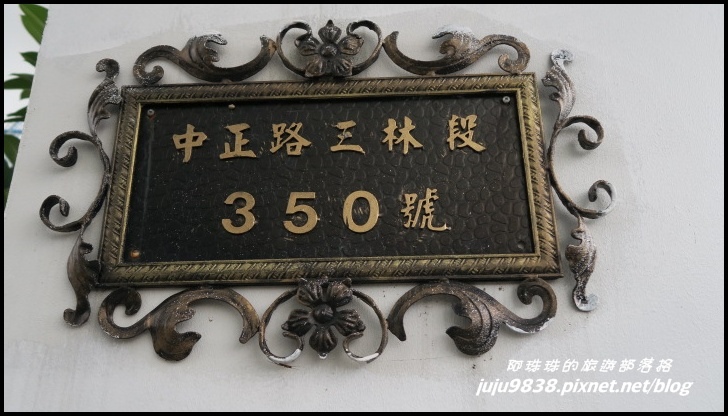 中正路三林段
350號
耶珠珠的旅遊部落格
juju9838.pixnet.net/blog